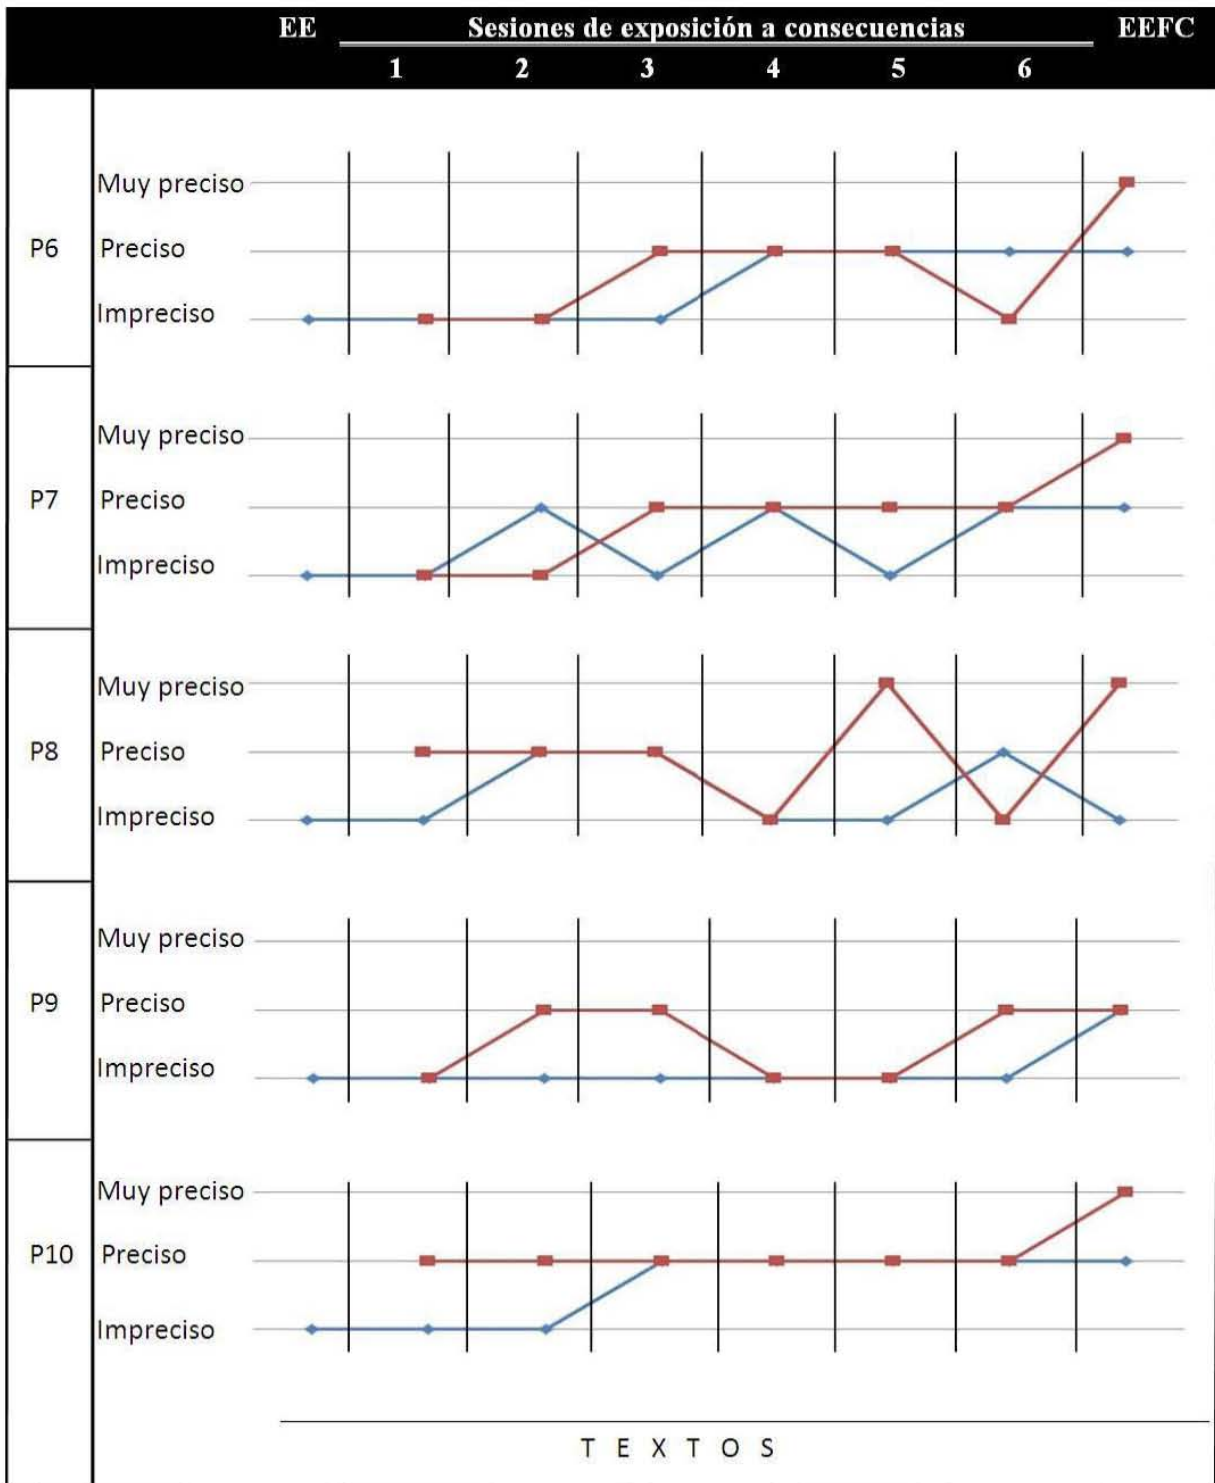 EE Sesiones de exposición a consecuencias EEFC
1 2 3 4 5 6
Muy preciso
P6 Preciso
Impreciso
Muy preciso
P7 Preciso
Impreciso
Muy preciso
P8 Preciso
Impreciso
Muy preciso
P9 Preciso
Impreciso
Muy preciso
P10 Preciso
Impreciso
T E X T O S